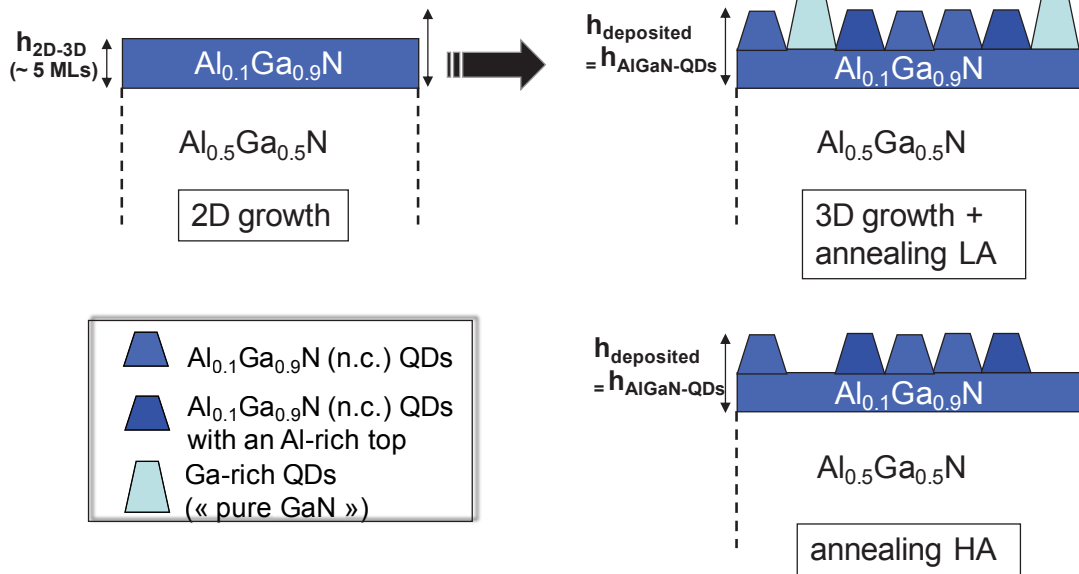 h2D-3D
(~ 5 MLs)
Al0.1Ga0.9N
Al0.5Ga0.5N
2D growth
hdeposited
= hAlGaN-QDs
Al0.1Ga0.9N
Al0.5Ga0.5N
3D growth +
annealing LA
Al0.1Ga0.9N (n.c.) QDs
Al0.1Ga0.9N (n.c.) QDs
with an Al-rich top
Ga-rich QDs
(« pure GaN »)
hdeposited
= hAlGaN-QDs
Al0.1Ga0.9N
Al0.5Ga0.5N
annealing HA